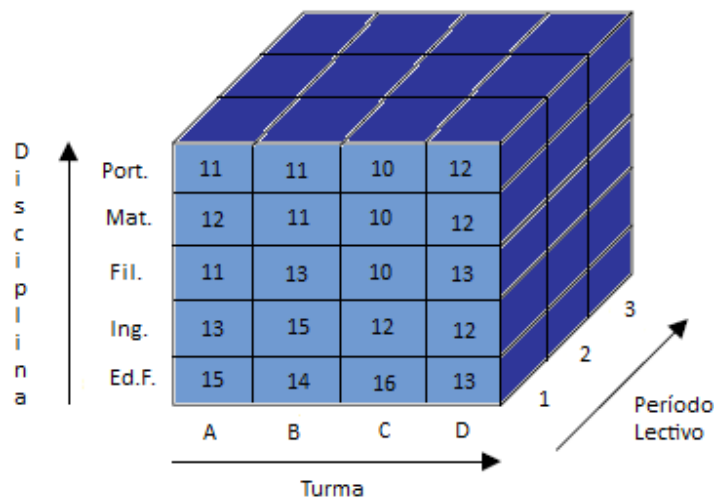 Disciplina
Port. 11 11 10 12
Mat. 12 11 10 12
Fil. 11 13 10 13
Ing. 13 15 12 12
Ed.F. 15 14 16 13
A B C D
1 2 3
Período
Lectivo
Turma